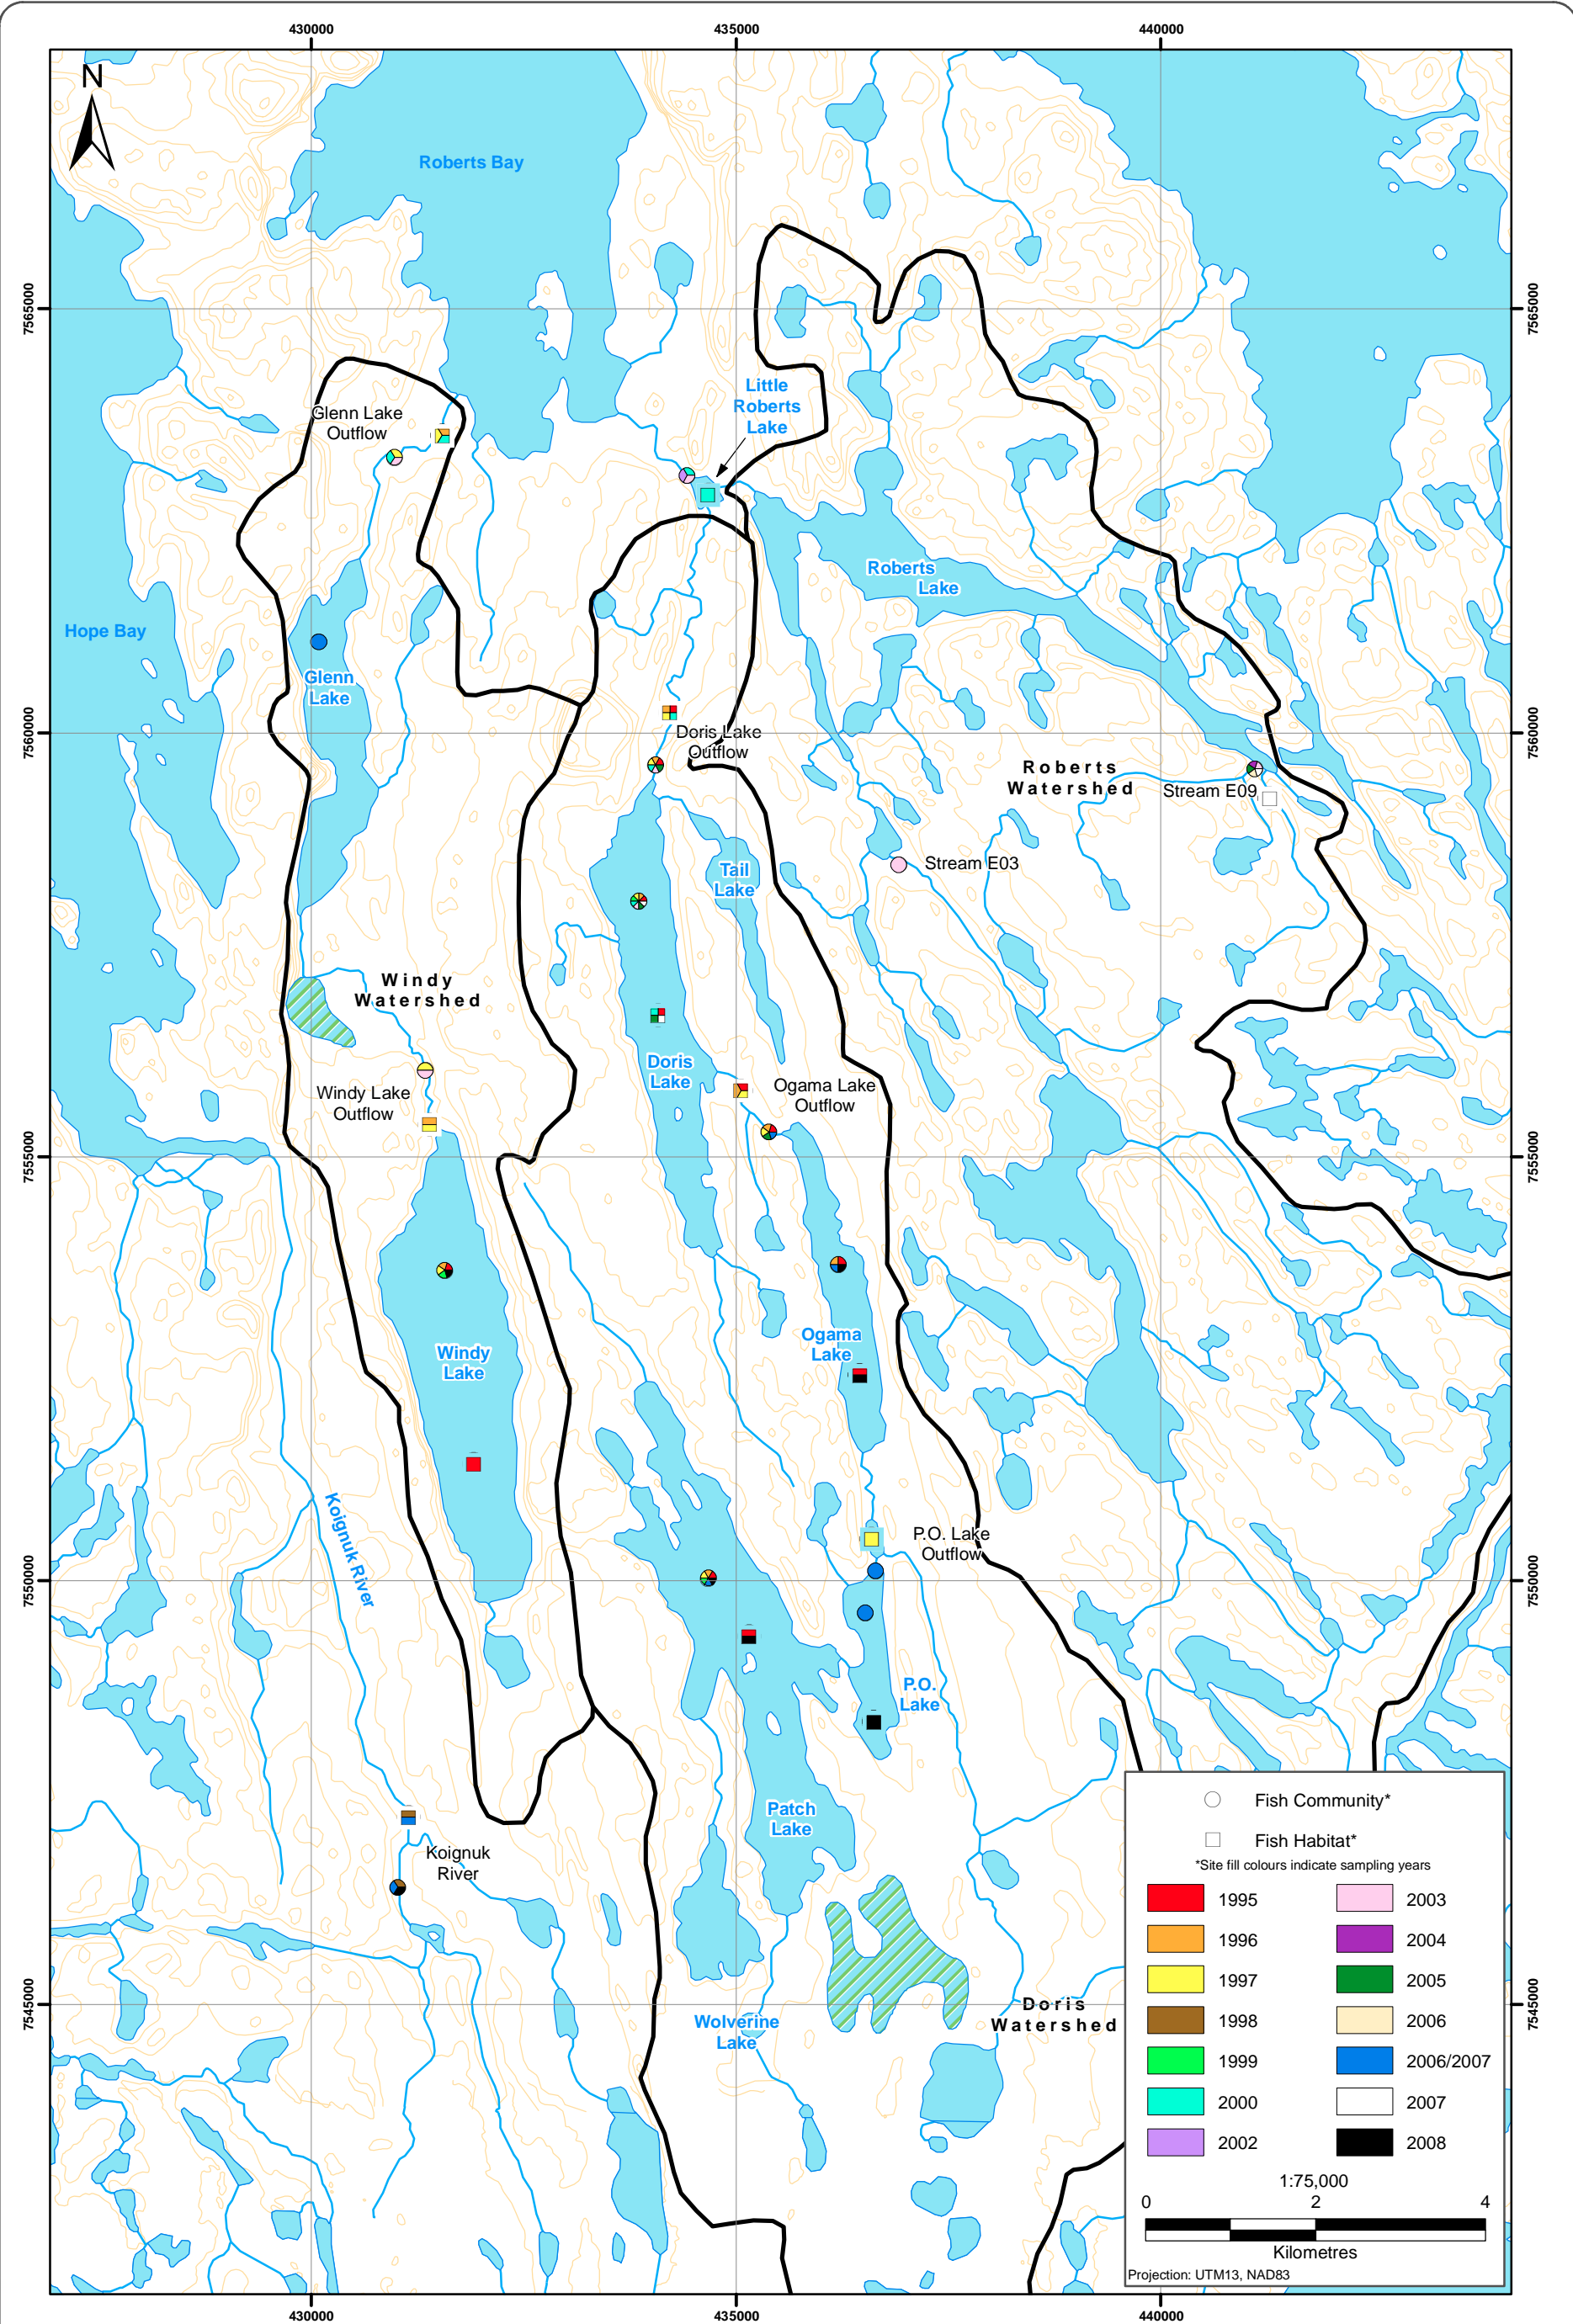 430000
435000
440000
N
Roberts Bay
7565000
7565000
Little
Roberts
Lake
Glenn Lake
Outflow
Roberts
Lake
Hope Bay
Glenn
Lake
7560000
7560000
Doris Lake
Outflow
Roberts
Watershed
Stream E09
Stream E03
Tail
Lake
Windy
Watershed
Doris
Lake
Ogama Lake
Outflow
Windy Lake
Outflow
7555000
7555000
Ogama
Lake
Windy
Lake
Koignuk River
P.O. Lake
Outflow
7550000
7550000
P.O.
Lake
Patch
Lake
Koignuk
River
Doris
Watershed
Wolverine
Lake
7545000
7545000
Fish Community*
Fish Habitat*
*Site fill colours indicate sampling years
1995
2003
1996
2004
1997
2005
1998
2006
1999
2006/2007
2000
2007
2002
2008
1:75,000
0 2 4
Kilometres
Projection: UTM13, NAD83
430000
435000
440000